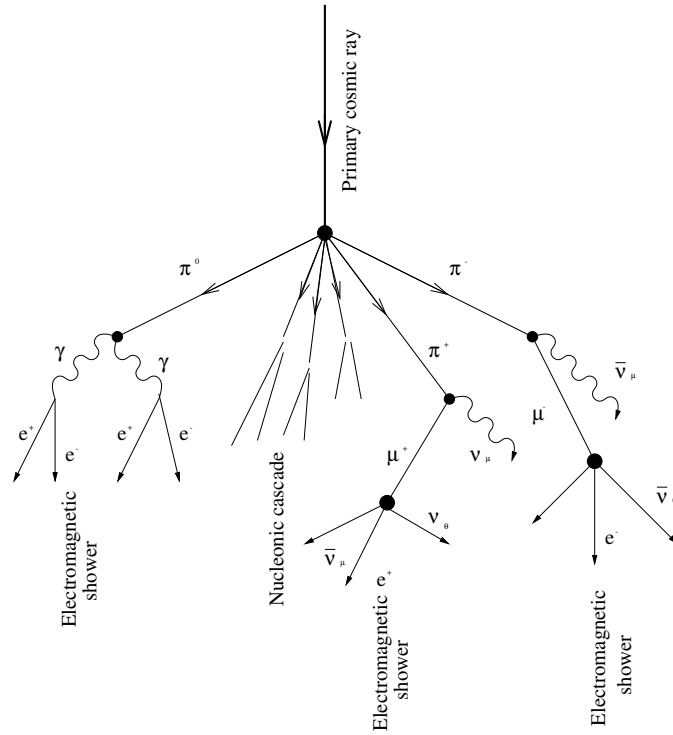 Primary cosmic ray
π⁰
π⁻
π⁺
γ
γ
ν̄μ
νμ
μ⁻
μ⁺
e⁺
e⁻
e⁺
e⁻
ν̄
e⁻
νe
ν̄μ
e⁺
Nucleonic cascade
Electromagnetic
shower
Electromagnetic
shower
Electromagnetic
shower